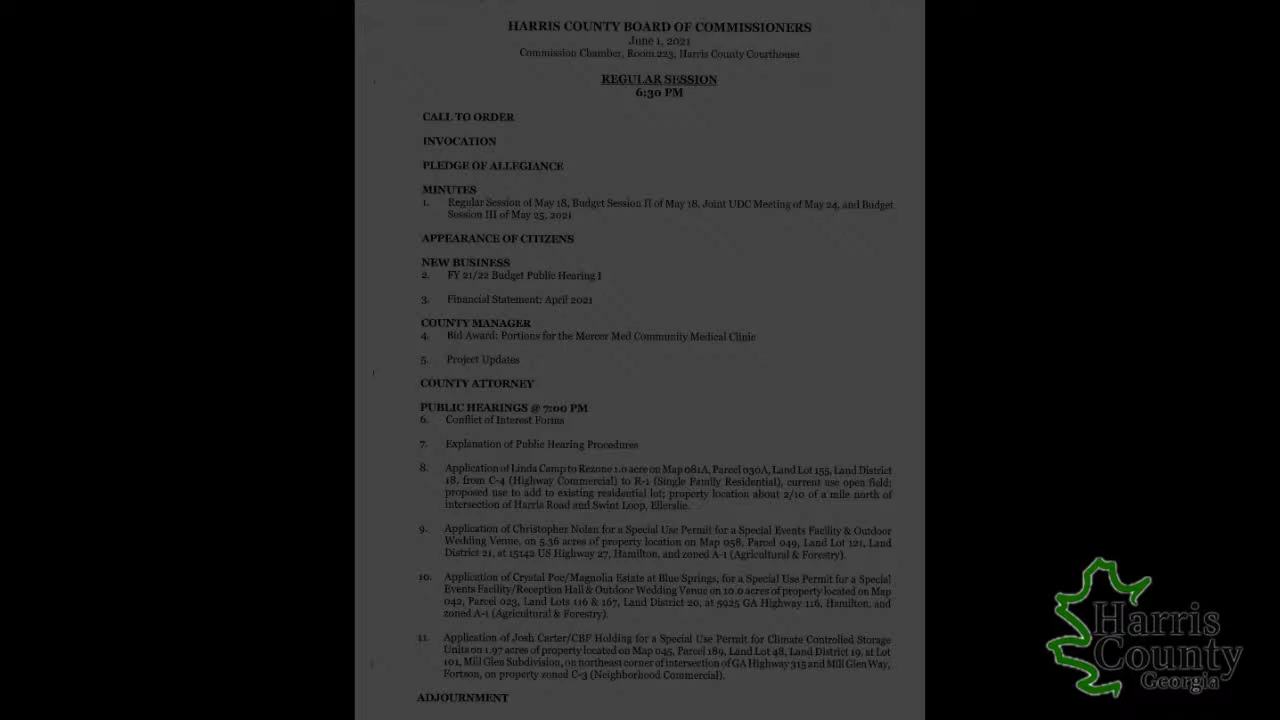 HARRIS COUNTY BOARD OF COMMISSIONERS
June 1, 2021
Commission Chamber, Room 223, Harris County Courthouse
REGULAR SESSION
6:30 PM
CALL TO ORDER
INVOCATION
PLEDGE OF ALLEGIANCE
MINUTES
1. Regular Session of May 18, Budget Session II of May 18, Joint UDC Meeting of May 24, and Budget
Session III of May 25, 2021
APPEARANCE OF CITIZENS
NEW BUSINESS
2. FY 21/22 Budget Public Hearing I
3. Financial Statement: April 2021
COUNTY MANAGER
4. Bid Award: Portions for the Mercer Med Community Medical Clinic
5. Project Updates
COUNTY ATTORNEY
PUBLIC HEARINGS @ 7:00 PM
6. Conflict of Interest Forms
7. Explanation of Public Hearing Procedures
8. Application of Linda Camp to Rezone 1.0 acre on Map 081A, Parcel 030A, Land Lot 155, Land District
18, from C-4 (Highway Commercial) to R-1 (Single Family Residential), current use open field;
proposed use to add to existing residential lot; property location about 2/10 of a mile north of
intersection of Harris Road and Swint Loop, Ellerslie.
9. Application of Christopher Nolan for a Special Use Permit for a Special Events Facility & Outdoor
Wedding Venue, on 5.36 acres of property location on Map 058, Parcel 049, Land Lot 121, Land
District 21, at 15142 US Highway 27, Hamilton, and zoned A-1 (Agricultural & Forestry).
10. Application of Crystal Poe/Magnolia Estate at Blue Springs, for a Special Use Permit for a Special
Events Facility/Reception Hall & Outdoor Wedding Venue on 10.0 acres of property located on Map
042, Parcel 023, Land Lots 116 & 167, Land District 20, at 5925 GA Highway 116, Hamilton, and
zoned A-1 (Agricultural & Forestry).
11. Application of Josh Carter/CBF Holding for a Special Use Permit for Climate Controlled Storage
Units on 1.97 acres of property located on Map 045, Parcel 189, Land Lot 48, Land District 19, at Lot
101, Mill Glen Subdivision, on northeast corner of intersection of GA Highway 315 and Mill Glen Way,
Fortson, on property zoned C-3 (Neighborhood Commercial).
ADJOURNMENT
Harris
County
Georgia